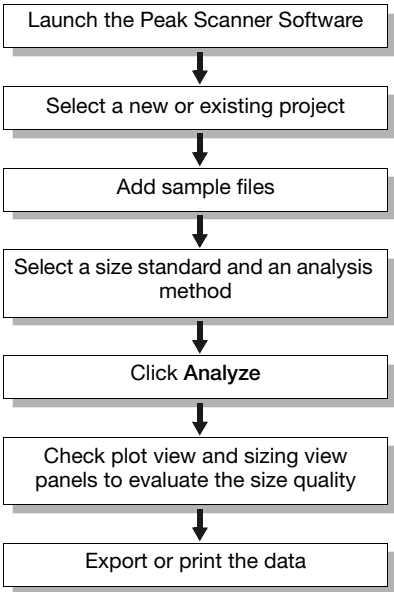 Launch the Peak Scanner Software
Select a new or existing project
Add sample files
Select a size standard and an analysis
method
Click Analyze
Check plot view and sizing view
panels to evaluate the size quality
Export or print the data